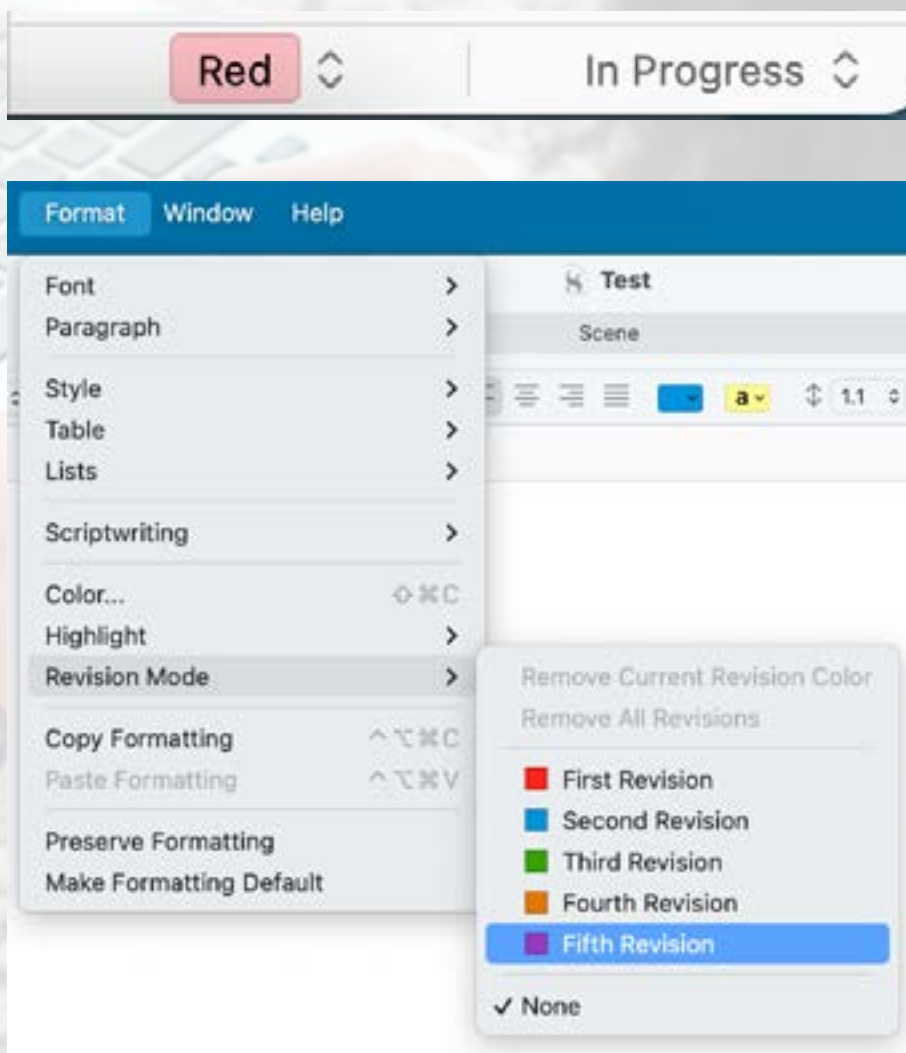 Red In Progress
Format Window Help
Font
Test
Paragraph
Scene
Style
a 1.1
Table
Lists
Scriptwriting
Color... ⇧⌘C
Highlight
Revision Mode
Remove Current Revision Color
Remove All Revisions
Copy Formatting ^⌥⌘C
Paste Formatting ^⌥⌘V
First Revision
Second Revision
Preserve Formatting
Third Revision
Make Formatting Default
Fourth Revision
Fifth Revision
✓ None